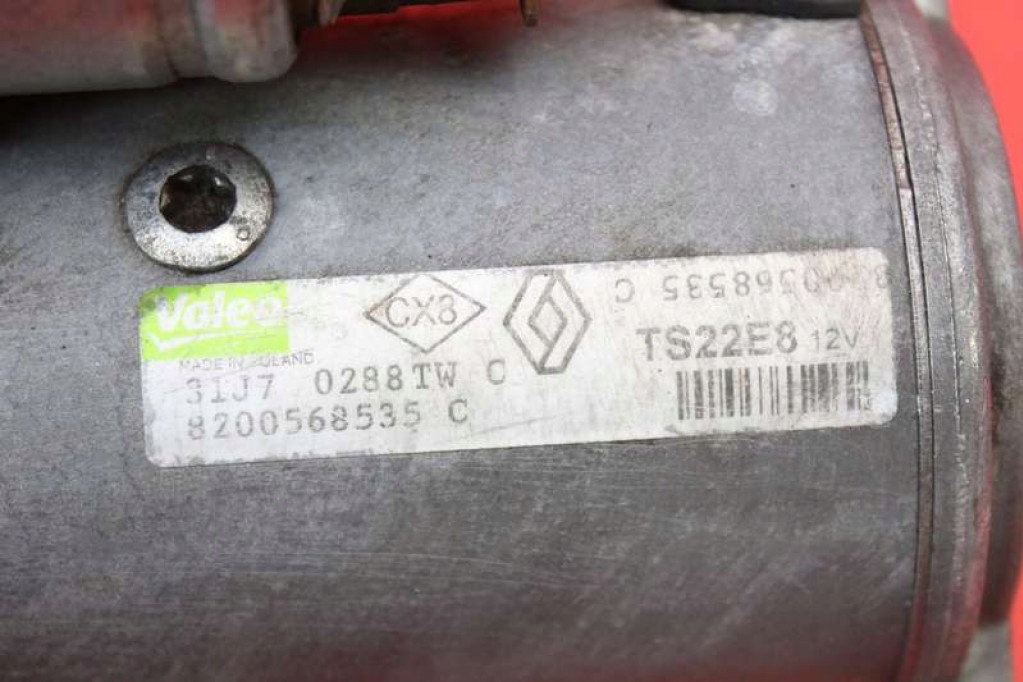 Valeo
CX8
MADE IN POLAND
31J7 0288TW C
8200568535 C
8200568535 C
TS22E8 12V